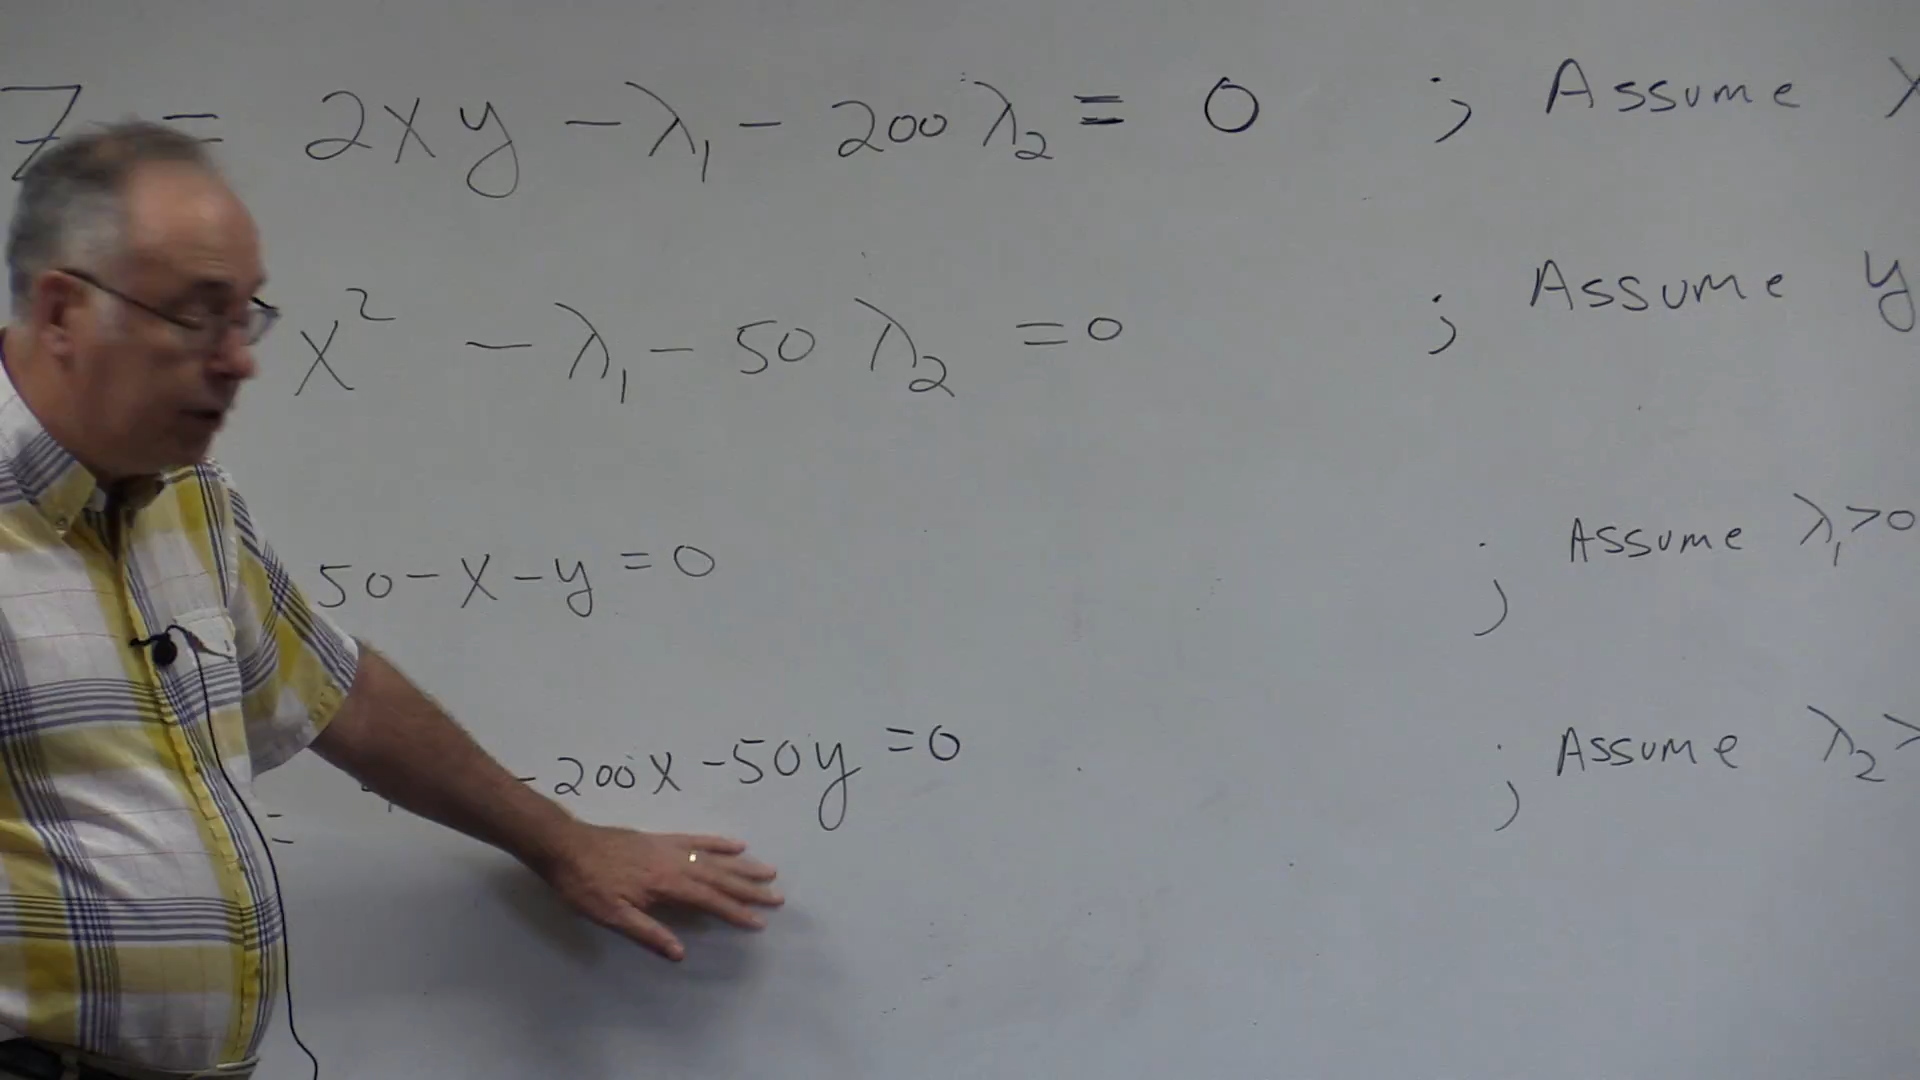 = 2xy - λ₁ - 200λ₂ = 0 ; Assume x
x² - λ₁ - 50λ₂ = 0 ; Assume y
50 - x - y = 0 ; Assume λ₁ > 0
- 200x - 50y = 0 ; Assume λ₂ >
=